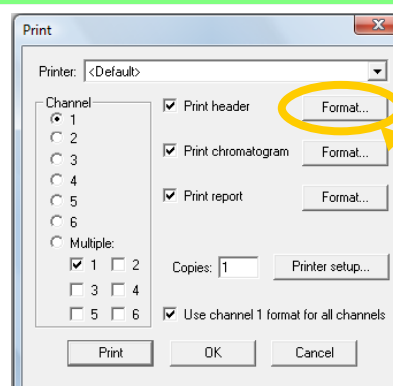 Print
Printer: <Default>
Channel
1
2
3
4
5
6
Multiple:
1 2
3 4
5 6
Print header Format...
Print chromatogram Format...
Print report Format...
Copies: 1 Printer setup...
Use channel 1 format for all channels
Print OK Cancel